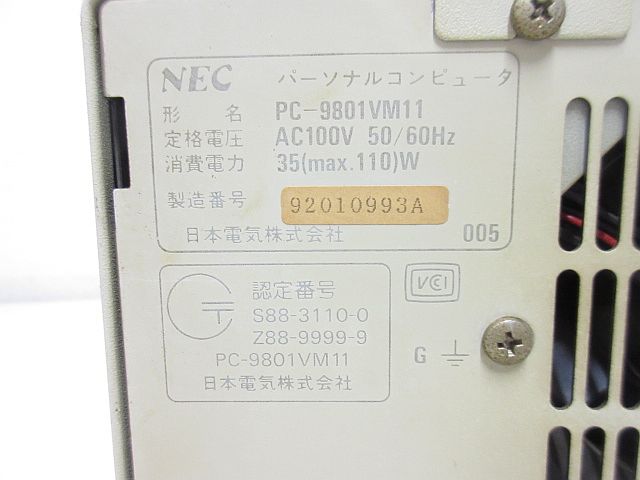 NEC パーソナルコンピュータ
形名 PC-9801VM11
定格電圧 AC100V 50/60Hz
消費電力 35(max.110)W
製造番号 92010993A
日本電気株式会社 005
認定番号
S88-3110-0
Z88-9999-9
PC-9801VM11
日本電気株式会社
VCCI
G